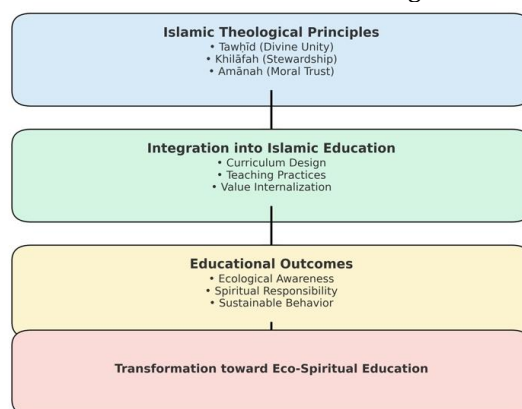 Islamic Theological Principles
• Tawḥīd (Divine Unity)
• Khilāfah (Stewardship)
• Amānah (Moral Trust)
Integration into Islamic Education
• Curriculum Design
• Teaching Practices
• Value Internalization
Educational Outcomes
• Ecological Awareness
• Spiritual Responsibility
• Sustainable Behavior
Transformation toward Eco-Spiritual Education